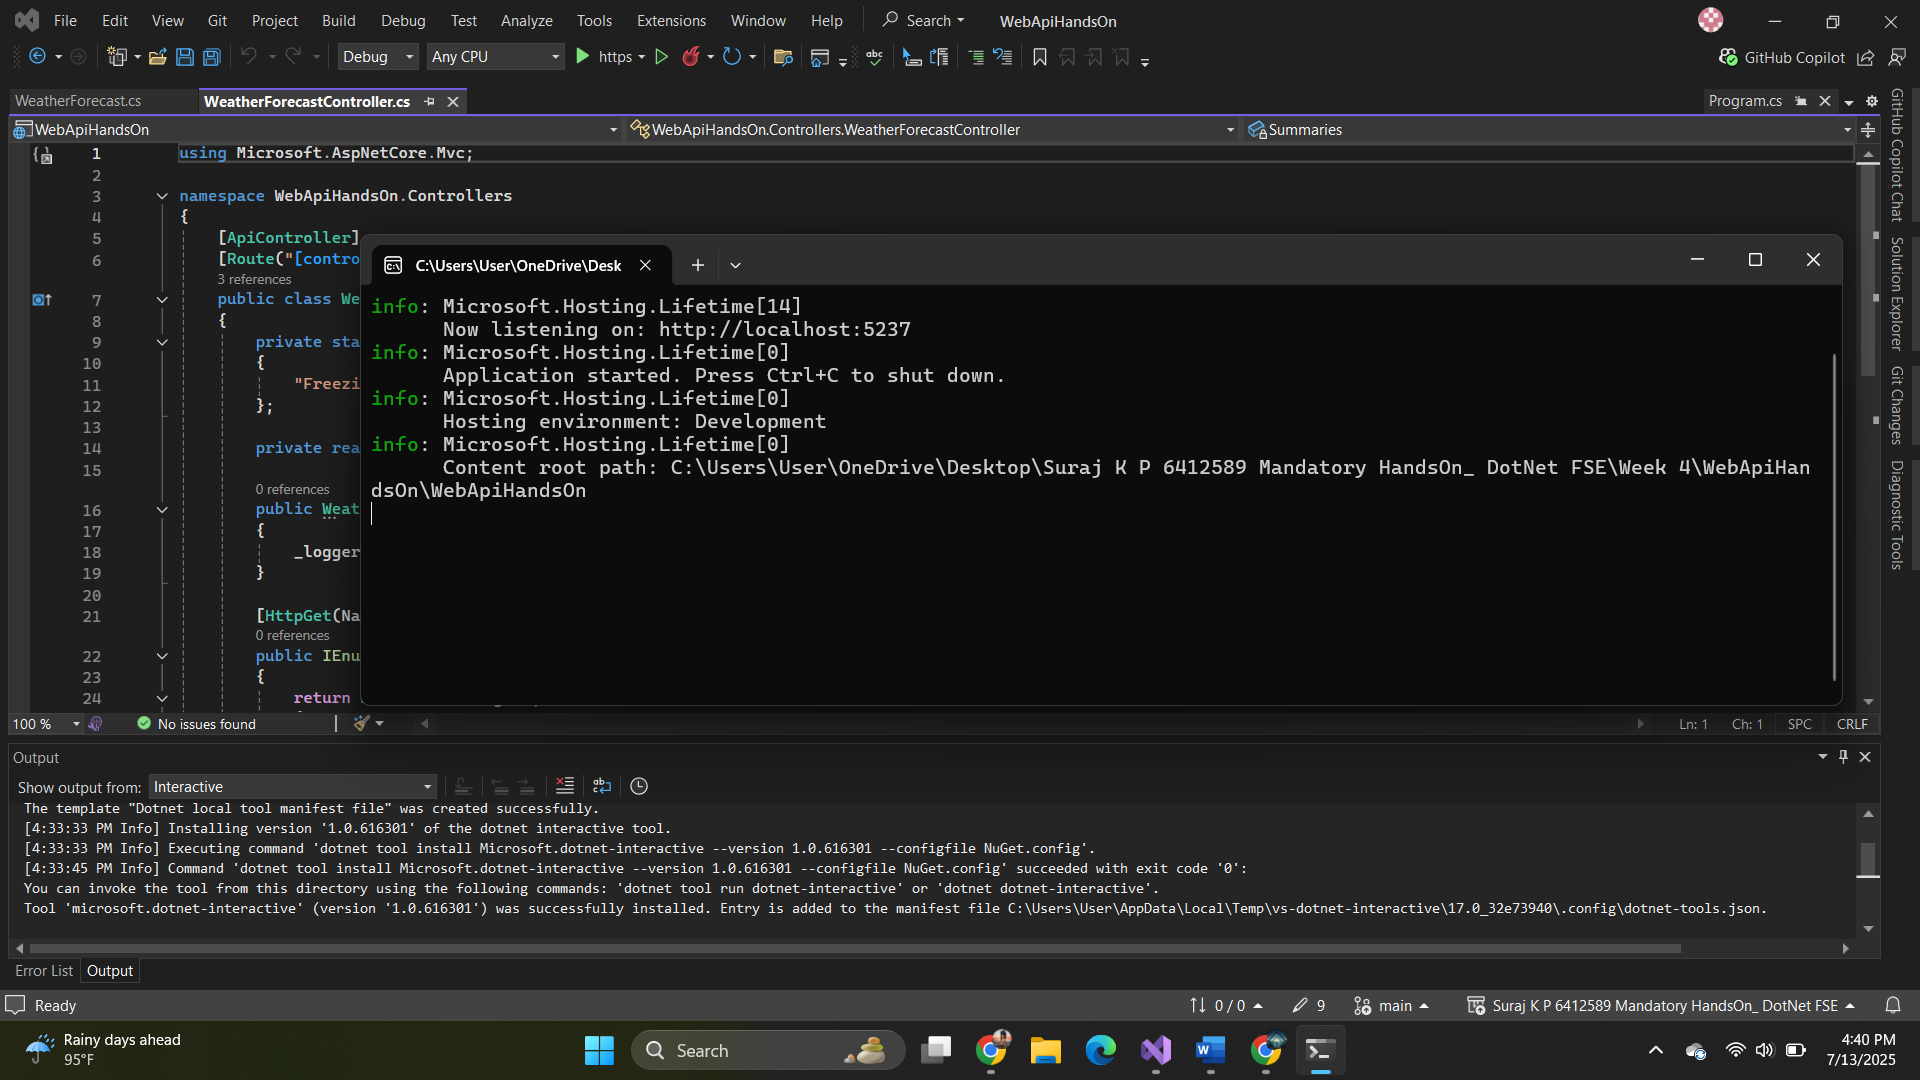 File Edit View Git Project Build Debug Test Analyze Tools Extensions Window Help Search WebApiHandsOn
Debug Any CPU https GitHub Copilot
WeatherForecast.cs WeatherForecastController.cs Program.cs
WebApiHandsOn WebApiHandsOn.Controllers.WeatherForecastController Summaries
1 using Microsoft.AspNetCore.Mvc;
2
3 namespace WebApiHandsOn.Controllers
4 {
5 [ApiController]
6 [Route("[contro
3 references
7 public class We
8 {
9 private sta
10 {
11 "Freezi
12 };
13
14 private rea
15
0 references
16 public Weat
17 {
18 _logger
19 }
20
21 [HttpGet(Na
0 references
22 public IEnu
23 {
24 return
C:\Users\User\OneDrive\Desk
info: Microsoft.Hosting.Lifetime[14]
Now listening on: http://localhost:5237
info: Microsoft.Hosting.Lifetime[0]
Application started. Press Ctrl+C to shut down.
info: Microsoft.Hosting.Lifetime[0]
Hosting environment: Development
info: Microsoft.Hosting.Lifetime[0]
Content root path: C:\Users\User\OneDrive\Desktop\Suraj K P 6412589 Mandatory HandsOn_ DotNet FSE\Week 4\WebApiHan
dsOn\WebApiHandsOn
GitHub Copilot Chat
Solution Explorer
Git Changes
Diagnostic Tools
100 % No issues found Ln: 1 Ch: 1 SPC CRLF
Output
Show output from: Interactive
The template "Dotnet local tool manifest file" was created successfully.
[4:33:33 PM Info] Installing version '1.0.616301' of the dotnet interactive tool.
[4:33:33 PM Info] Executing command 'dotnet tool install Microsoft.dotnet-interactive --version 1.0.616301 --configfile NuGet.config'.
[4:33:45 PM Info] Command 'dotnet tool install Microsoft.dotnet-interactive --version 1.0.616301 --configfile NuGet.config' succeeded with exit code '0':
You can invoke the tool from this directory using the following commands: 'dotnet tool run dotnet-interactive' or 'dotnet dotnet-interactive'.
Tool 'microsoft.dotnet-interactive' (version '1.0.616301') was successfully installed. Entry is added to the manifest file C:\Users\User\AppData\Local\Temp\vs-dotnet-interactive\17.0_32e73940\.config\dotnet-tools.json.
Error List Output
Ready 0 / 0 9 main Suraj K P 6412589 Mandatory HandsOn_ DotNet FSE
Rainy days ahead
95°F
Search
4:40 PM
7/13/2025